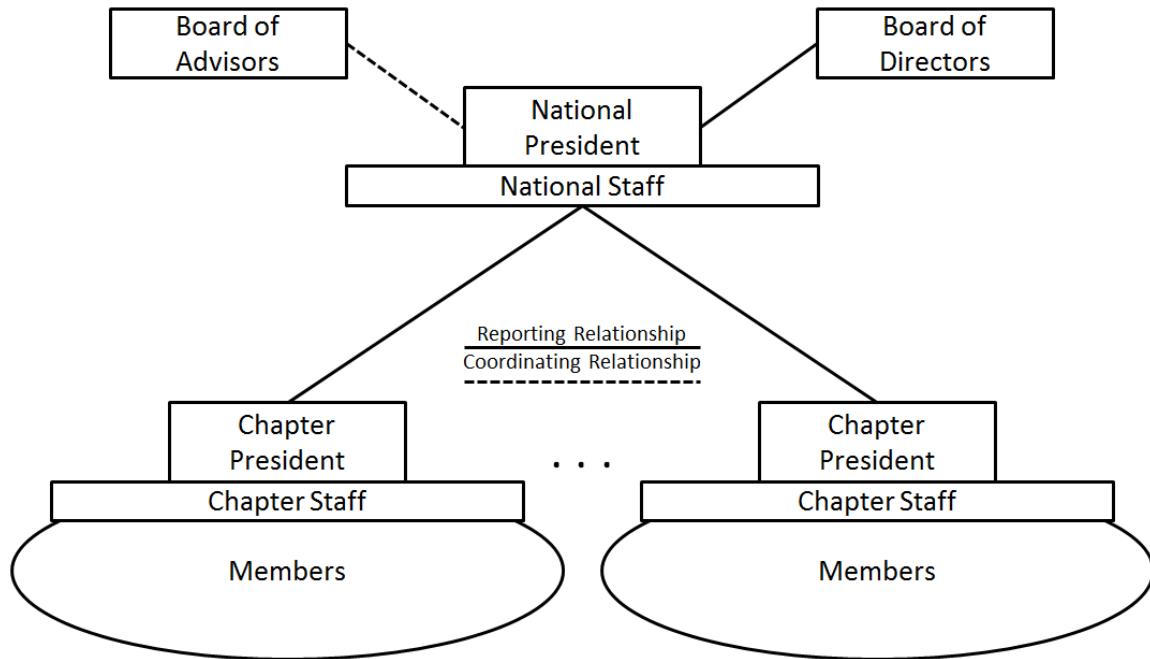 Board of
Advisors
Board of
Directors
National
President
National Staff
Reporting Relationship
Coordinating Relationship
Chapter
President
Chapter Staff
Members
. . .
Chapter
President
Chapter Staff
Members